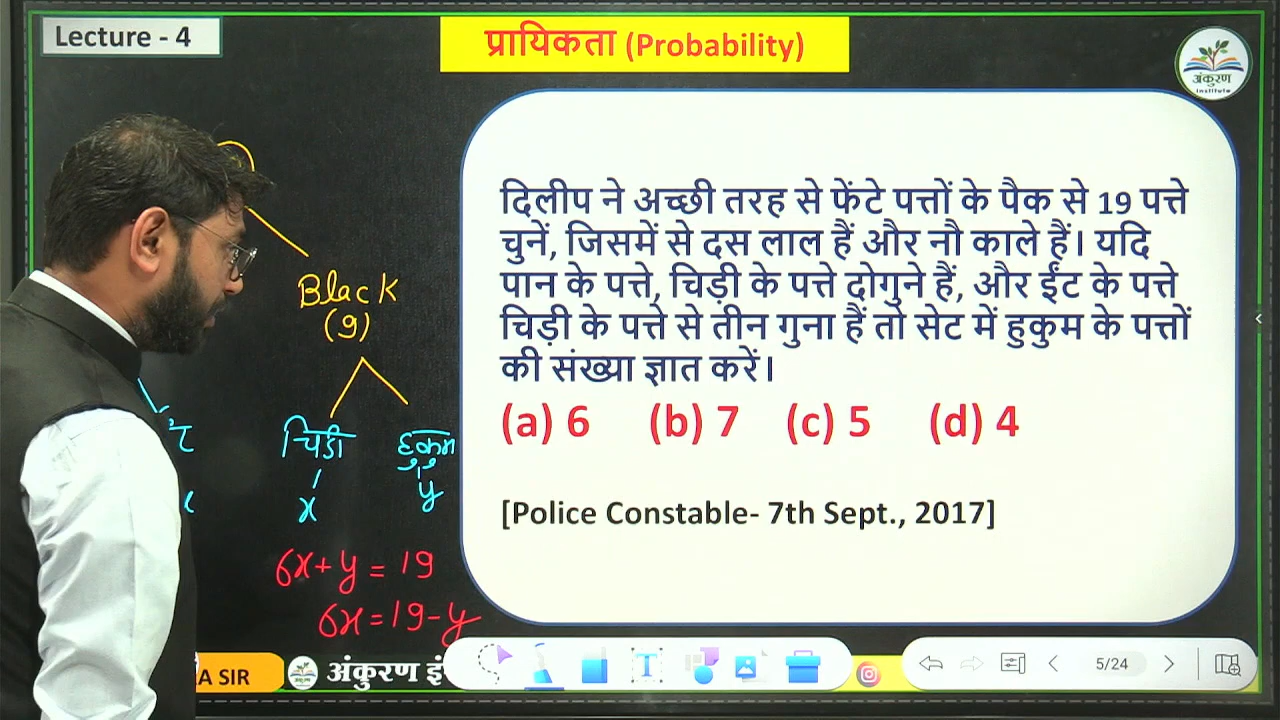 Lecture - 4
प्रायिकता (Probability)
अंकुरण
Institute
दिलीप ने अच्छी तरह से फेंटे पत्तों के पैक से 19 पत्ते
चुनें, जिसमें से दस लाल हैं और नौ काले हैं। यदि
पान के पत्ते, चिड़ी के पत्ते दोगुने हैं, और ईंट के पत्ते
चिड़ी के पत्ते से तीन गुना हैं तो सेट में हुकुम के पत्तों
की संख्या ज्ञात करें।
(a) 6 (b) 7 (c) 5 (d) 4
[Police Constable- 7th Sept., 2017]
Black
(9)
चिडी हुकुम
x y
6x+y=19
6x=19-y
SIR
अंकुरण
5/24